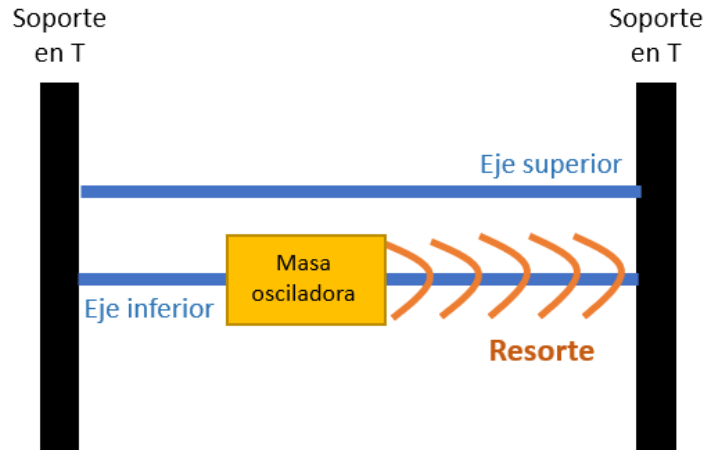 Soporte
en T
Soporte
en T
Eje superior
Masa
osciladora
Eje inferior
Resorte